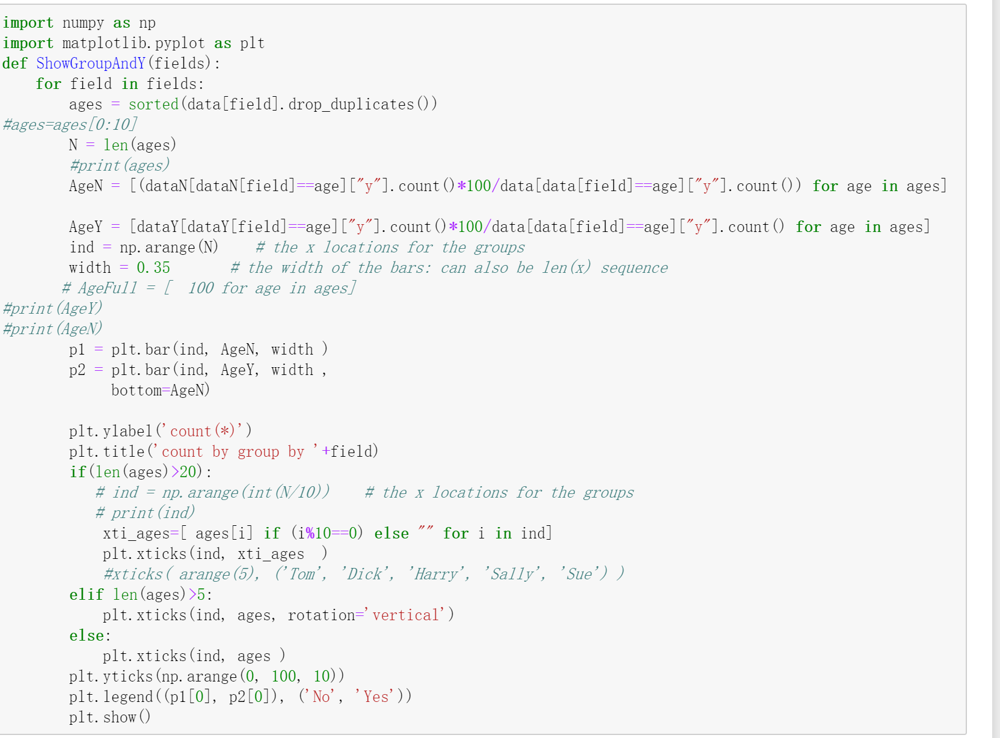 import numpy as np
import matplotlib.pyplot as plt
def ShowGroupAndY(fields):
    for field in fields:
        ages = sorted(data[field].drop_duplicates())
#ages=ages[0:10]
        N = len(ages)
        #print(ages)
        AgeN = [(dataN[dataN[field]==age]["y"].count()*100/data[data[field]==age]["y"].count()) for age in ages]

        AgeY = [dataY[dataY[field]==age]["y"].count()*100/data[data[field]==age]["y"].count() for age in ages]
        ind = np.arange(N)    # the x locations for the groups
        width = 0.35       # the width of the bars: can also be len(x) sequence
       # AgeFull = [  100 for age in ages]
#print(AgeY)
#print(AgeN)
        p1 = plt.bar(ind, AgeN, width )
        p2 = plt.bar(ind, AgeY, width ,
             bottom=AgeN)

        plt.ylabel('count(*)')
        plt.title('count by group by '+field)
        if(len(ages)>20):
           # ind = np.arange(int(N/10))    # the x locations for the groups
           # print(ind)
            xti_ages=[ ages[i] if (i%10==0) else "" for i in ind]
            plt.xticks(ind, xti_ages  )
            #xticks( arange(5), ('Tom', 'Dick', 'Harry', 'Sally', 'Sue') )
        elif len(ages)>5:
            plt.xticks(ind, ages, rotation='vertical')
        else:
            plt.xticks(ind, ages )
        plt.yticks(np.arange(0, 100, 10))
        plt.legend((p1[0], p2[0]), ('No', 'Yes'))
        plt.show()